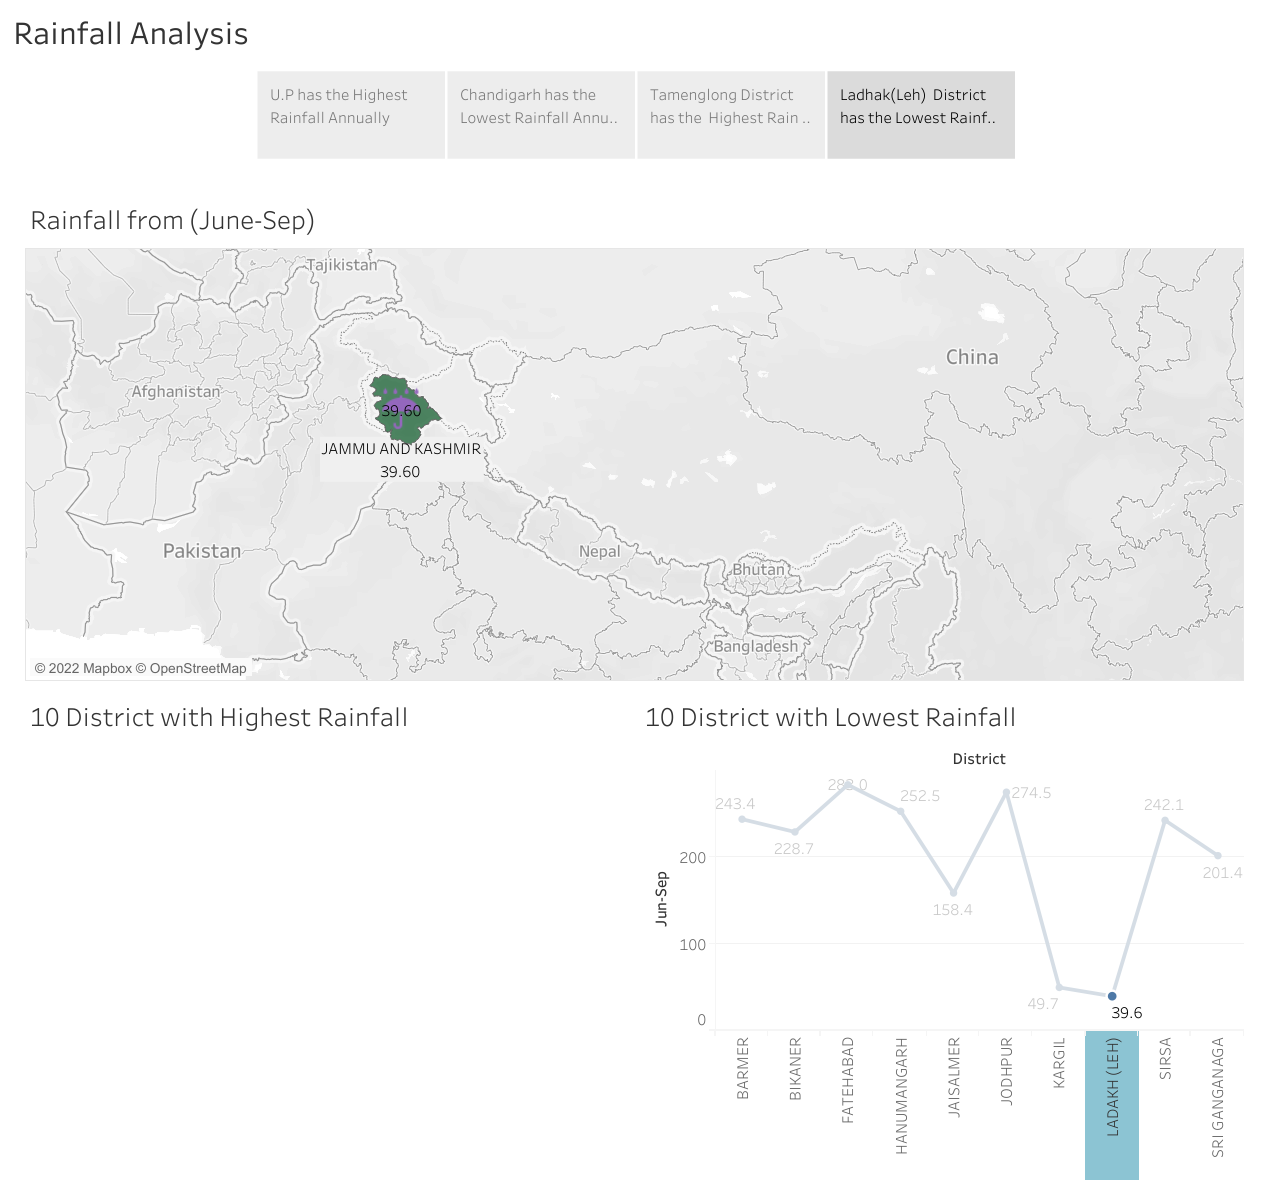 Rainfall Analysis
U.P has the Highest
Rainfall Annually
Chandigarh has the
Lowest Rainfall Annu..
Tamenglong District
has the  Highest Rain ..
Ladhak(Leh)  District
has the Lowest Rainf..
Rainfall from (June-Sep)
Tajikistan
China
Afghanistan
39.60
JAMMU AND KASHMIR
39.60
Pakistan
Nepal
Bhutan
Bangladesh
© 2022 Mapbox © OpenStreetMap
10 District with Highest Rainfall
10 District with Lowest Rainfall
District
243.4
228.7
252.5
158.4
274.5
49.7
39.6
242.1
201.4
Jun-Sep
200
100
0
BARMER
BIKANER
FATEHABAD
HANUMANGARH
JAISALMER
JODHPUR
KARGIL
LADAKH (LEH)
SIRSA
SRI GANGANAGA